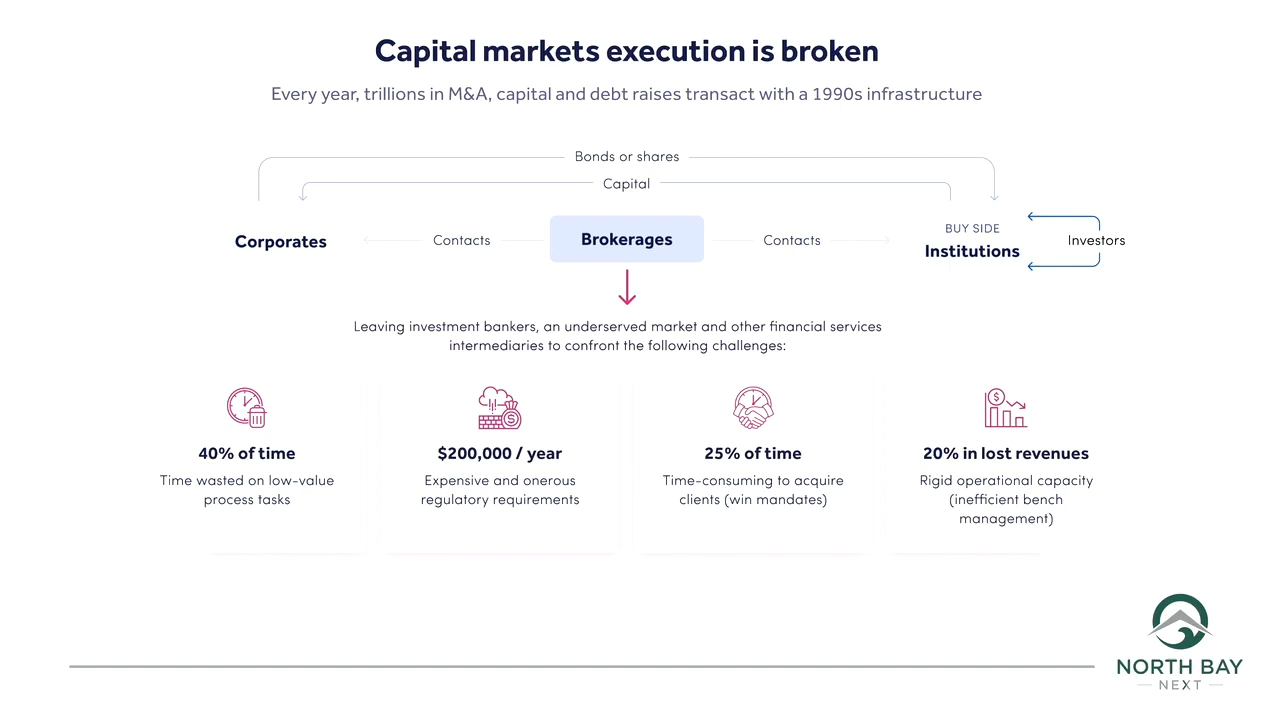 Capital markets execution is broken
Every year, trillions in M&A, capital and debt raises transact with a 1990s infrastructure
Bonds or shares
Capital
Corporates
Contacts
Brokerages
Contacts
BUY SIDE
Institutions
Investors
Leaving investment bankers, an underserved market and other financial services
intermediaries to confront the following challenges:
40% of time
Time wasted on low-value
process tasks
$200,000 / year
Expensive and onerous
regulatory requirements
25% of time
Time-consuming to acquire
clients (win mandates)
20% in lost revenues
Rigid operational capacity
(inefficient bench
management)
NORTH BAY
NEXT